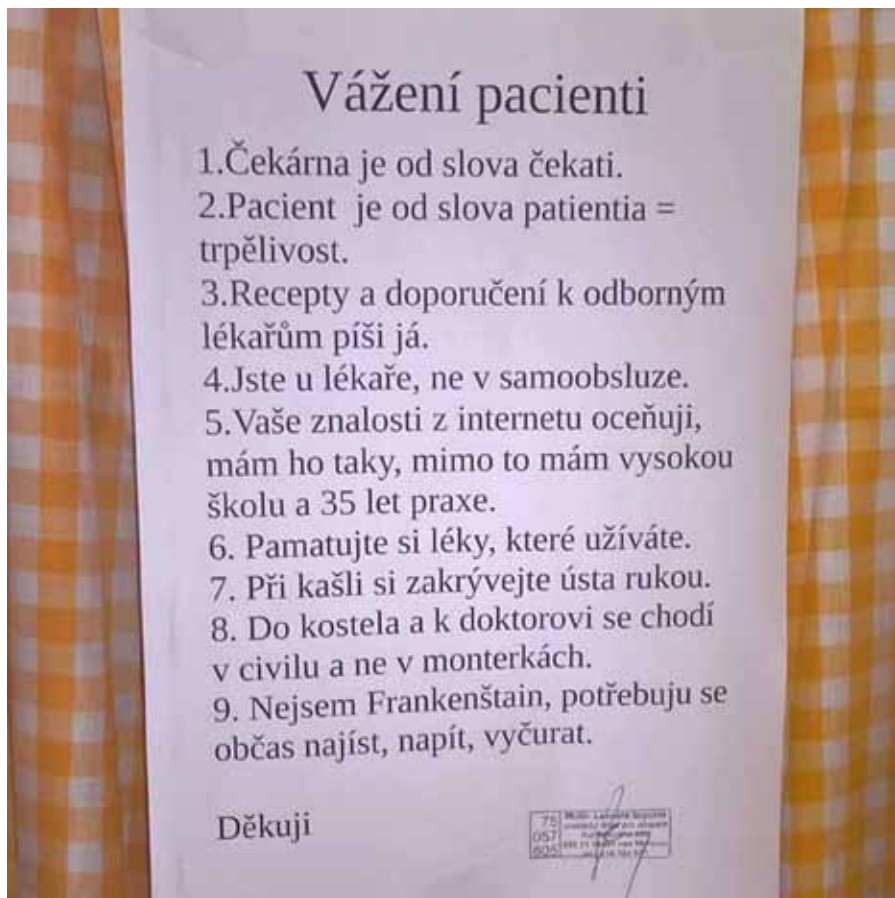 Vážení pacienti
1.Čekárna je od slova čekati.
2.Pacient je od slova patientia =
trpělivost.
3.Recepty a doporučení k odborným
lékařům píši já.
4.Jste u lékaře, ne v samoobsluze.
5.Vaše znalosti z internetu oceňuji,
mám ho taky, mimo to mám vysokou
školu a 35 let praxe.
6. Pamatujte si léky, které užíváte.
7. Při kašli si zakrývejte ústa rukou.
8. Do kostela a k doktorovi se chodí
v civilu a ne v monterkách.
9. Nejsem Frankenštain, potřebuju se
občas najíst, napít, vyčurat.
Děkuji
75
057
605